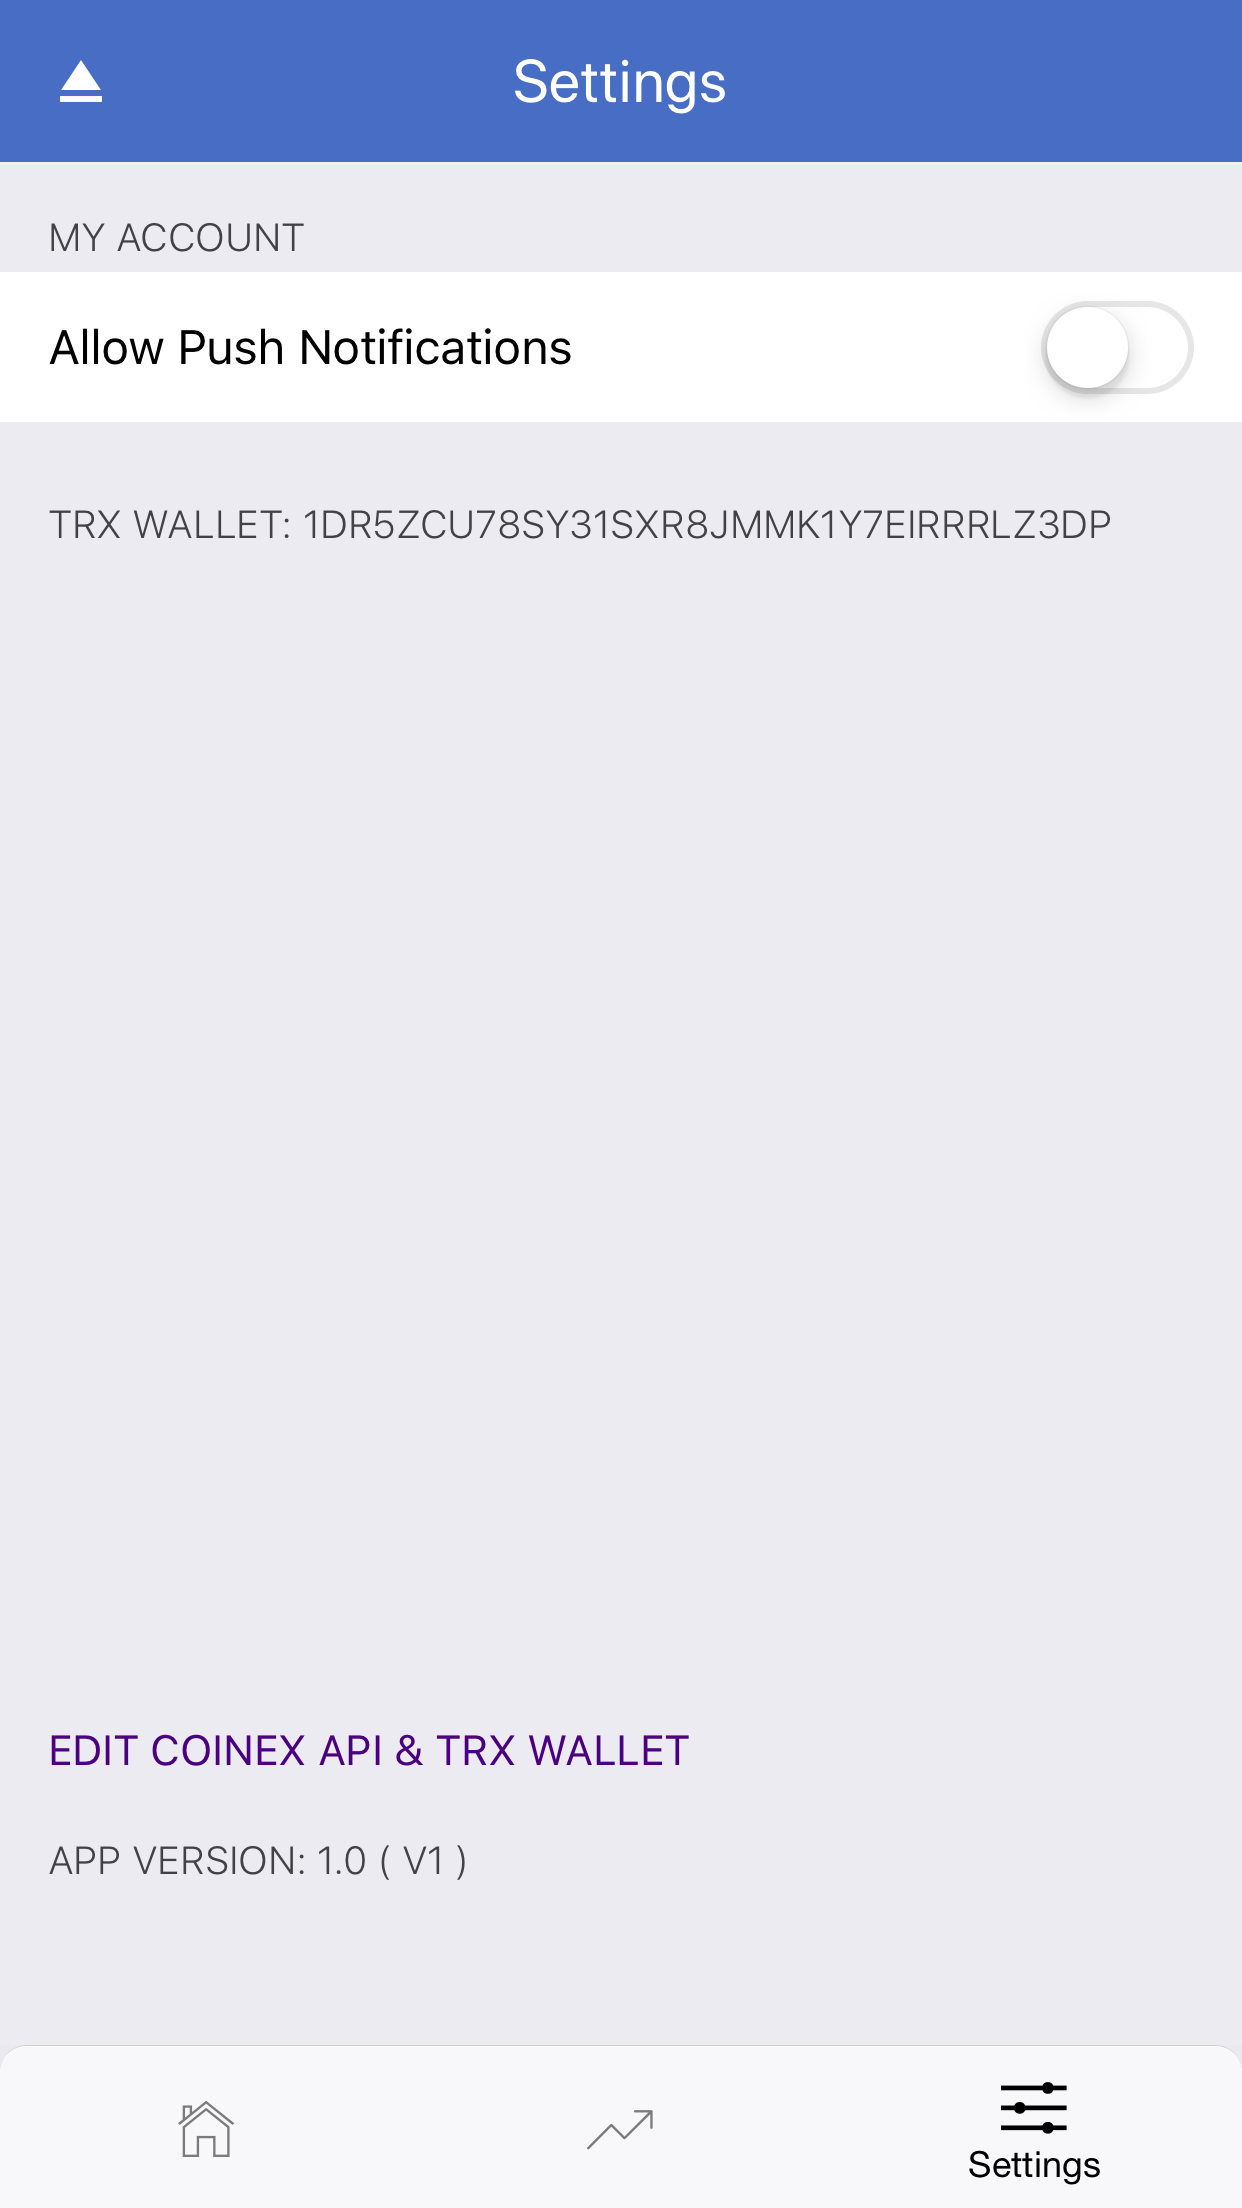 Settings
MY ACCOUNT
Allow Push Notifications
TRX WALLET: 1DR5ZCU78SY31SXR8JMMK1Y7EIRRRLZ3DP
EDIT COINEX API & TRX WALLET
APP VERSION: 1.0 ( V1 )
Settings